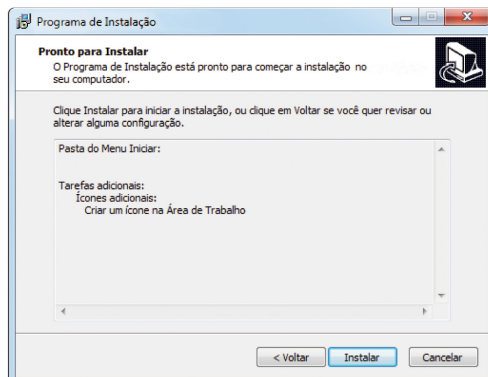 Programa de Instalação
Pronto para Instalar
O Programa de Instalação está pronto para começar a instalação no
seu computador.
Clique Instalar para iniciar a instalação, ou clique em Voltar se você quer revisar ou
alterar alguma configuração.
Pasta do Menu Iniciar:
Tarefas adicionais:
Ícones adicionais:
Criar um ícone na Área de Trabalho
< Voltar
Instalar
Cancelar